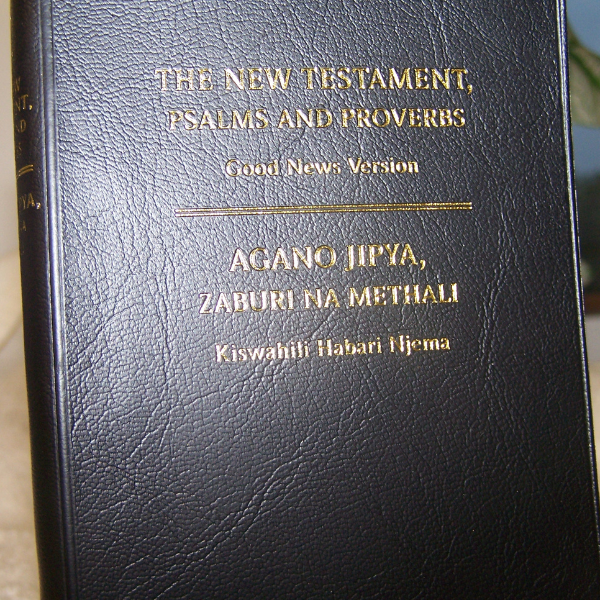 THE NEW TESTAMENT,
PSALMS AND PROVERBS
Good News Version
AGANO JIPYA,
ZABURI NA METHALI
Kiswahili Habari Njema